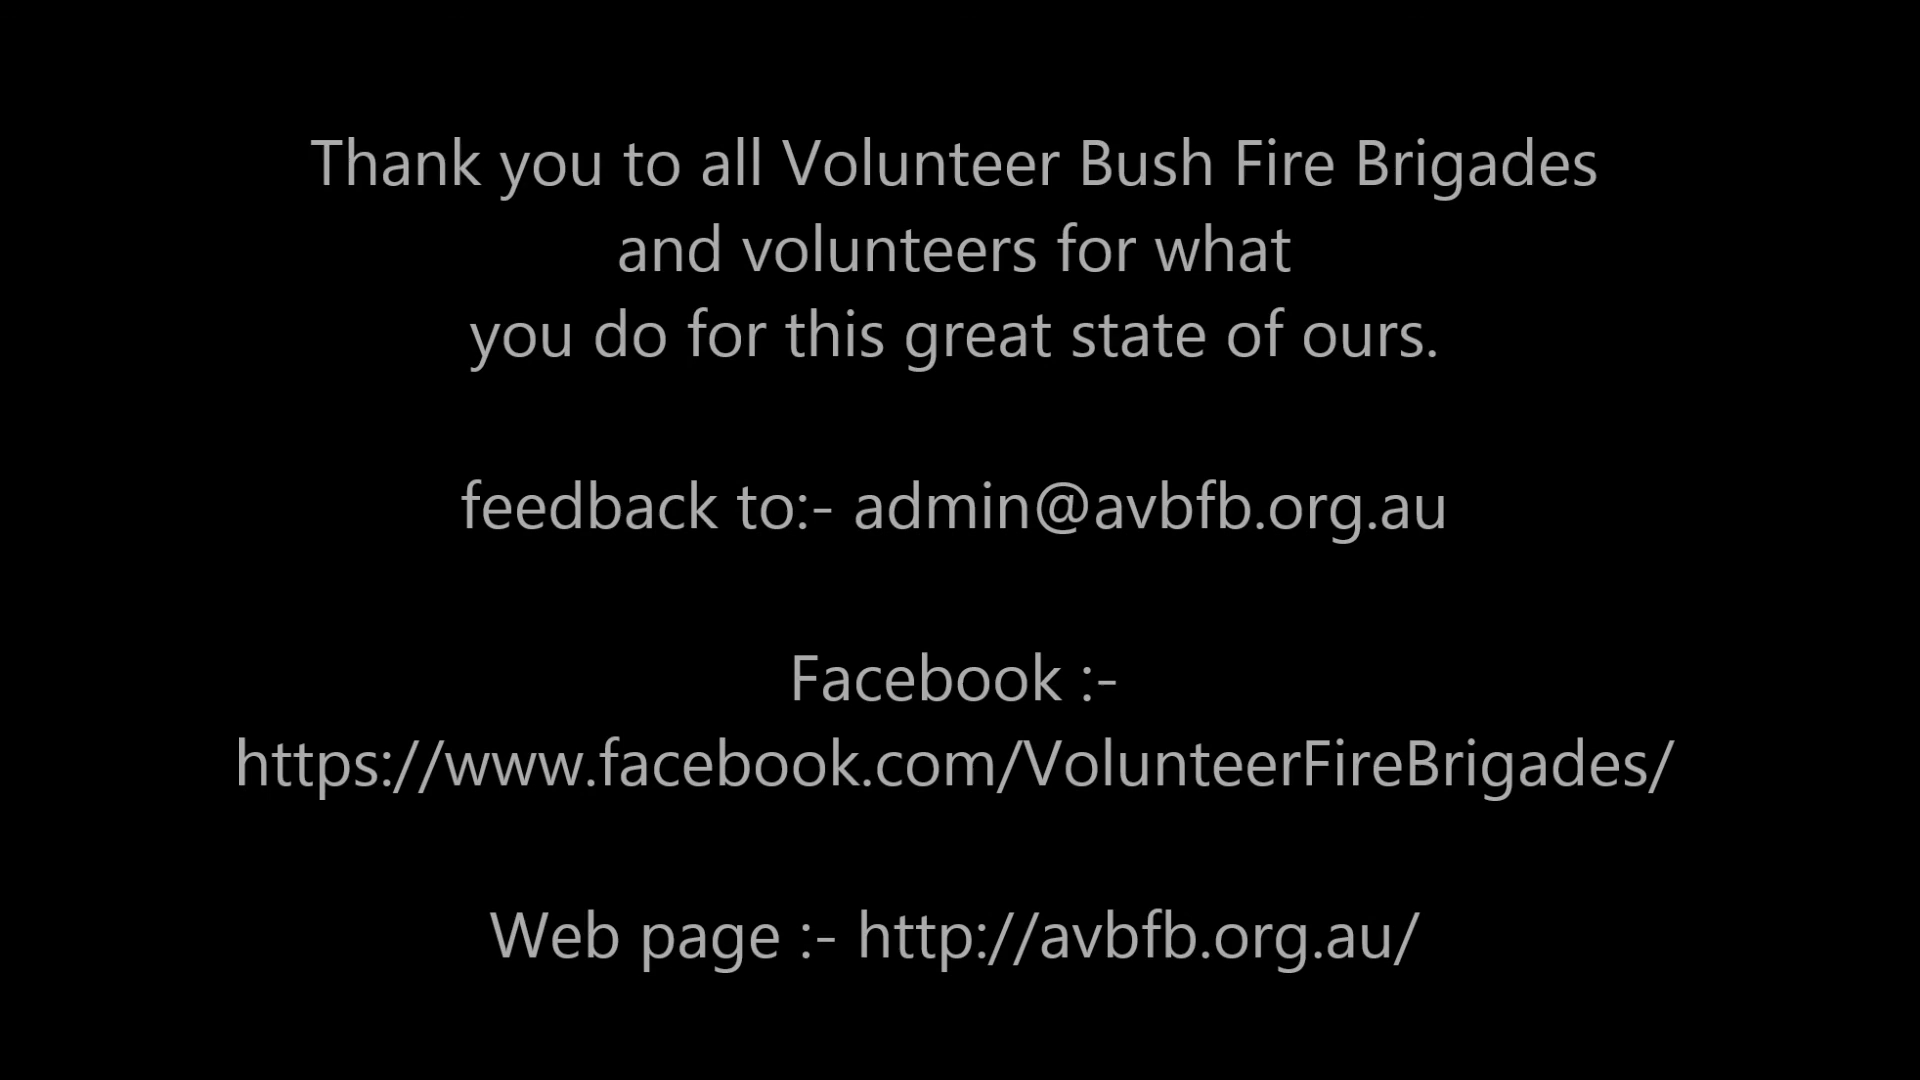 Thank you to all Volunteer Bush Fire Brigades
and volunteers for what
you do for this great state of ours.
feedback to:- admin@avbfb.org.au
Facebook :-
https://www.facebook.com/VolunteerFireBrigades/
Web page :- http://avbfb.org.au/